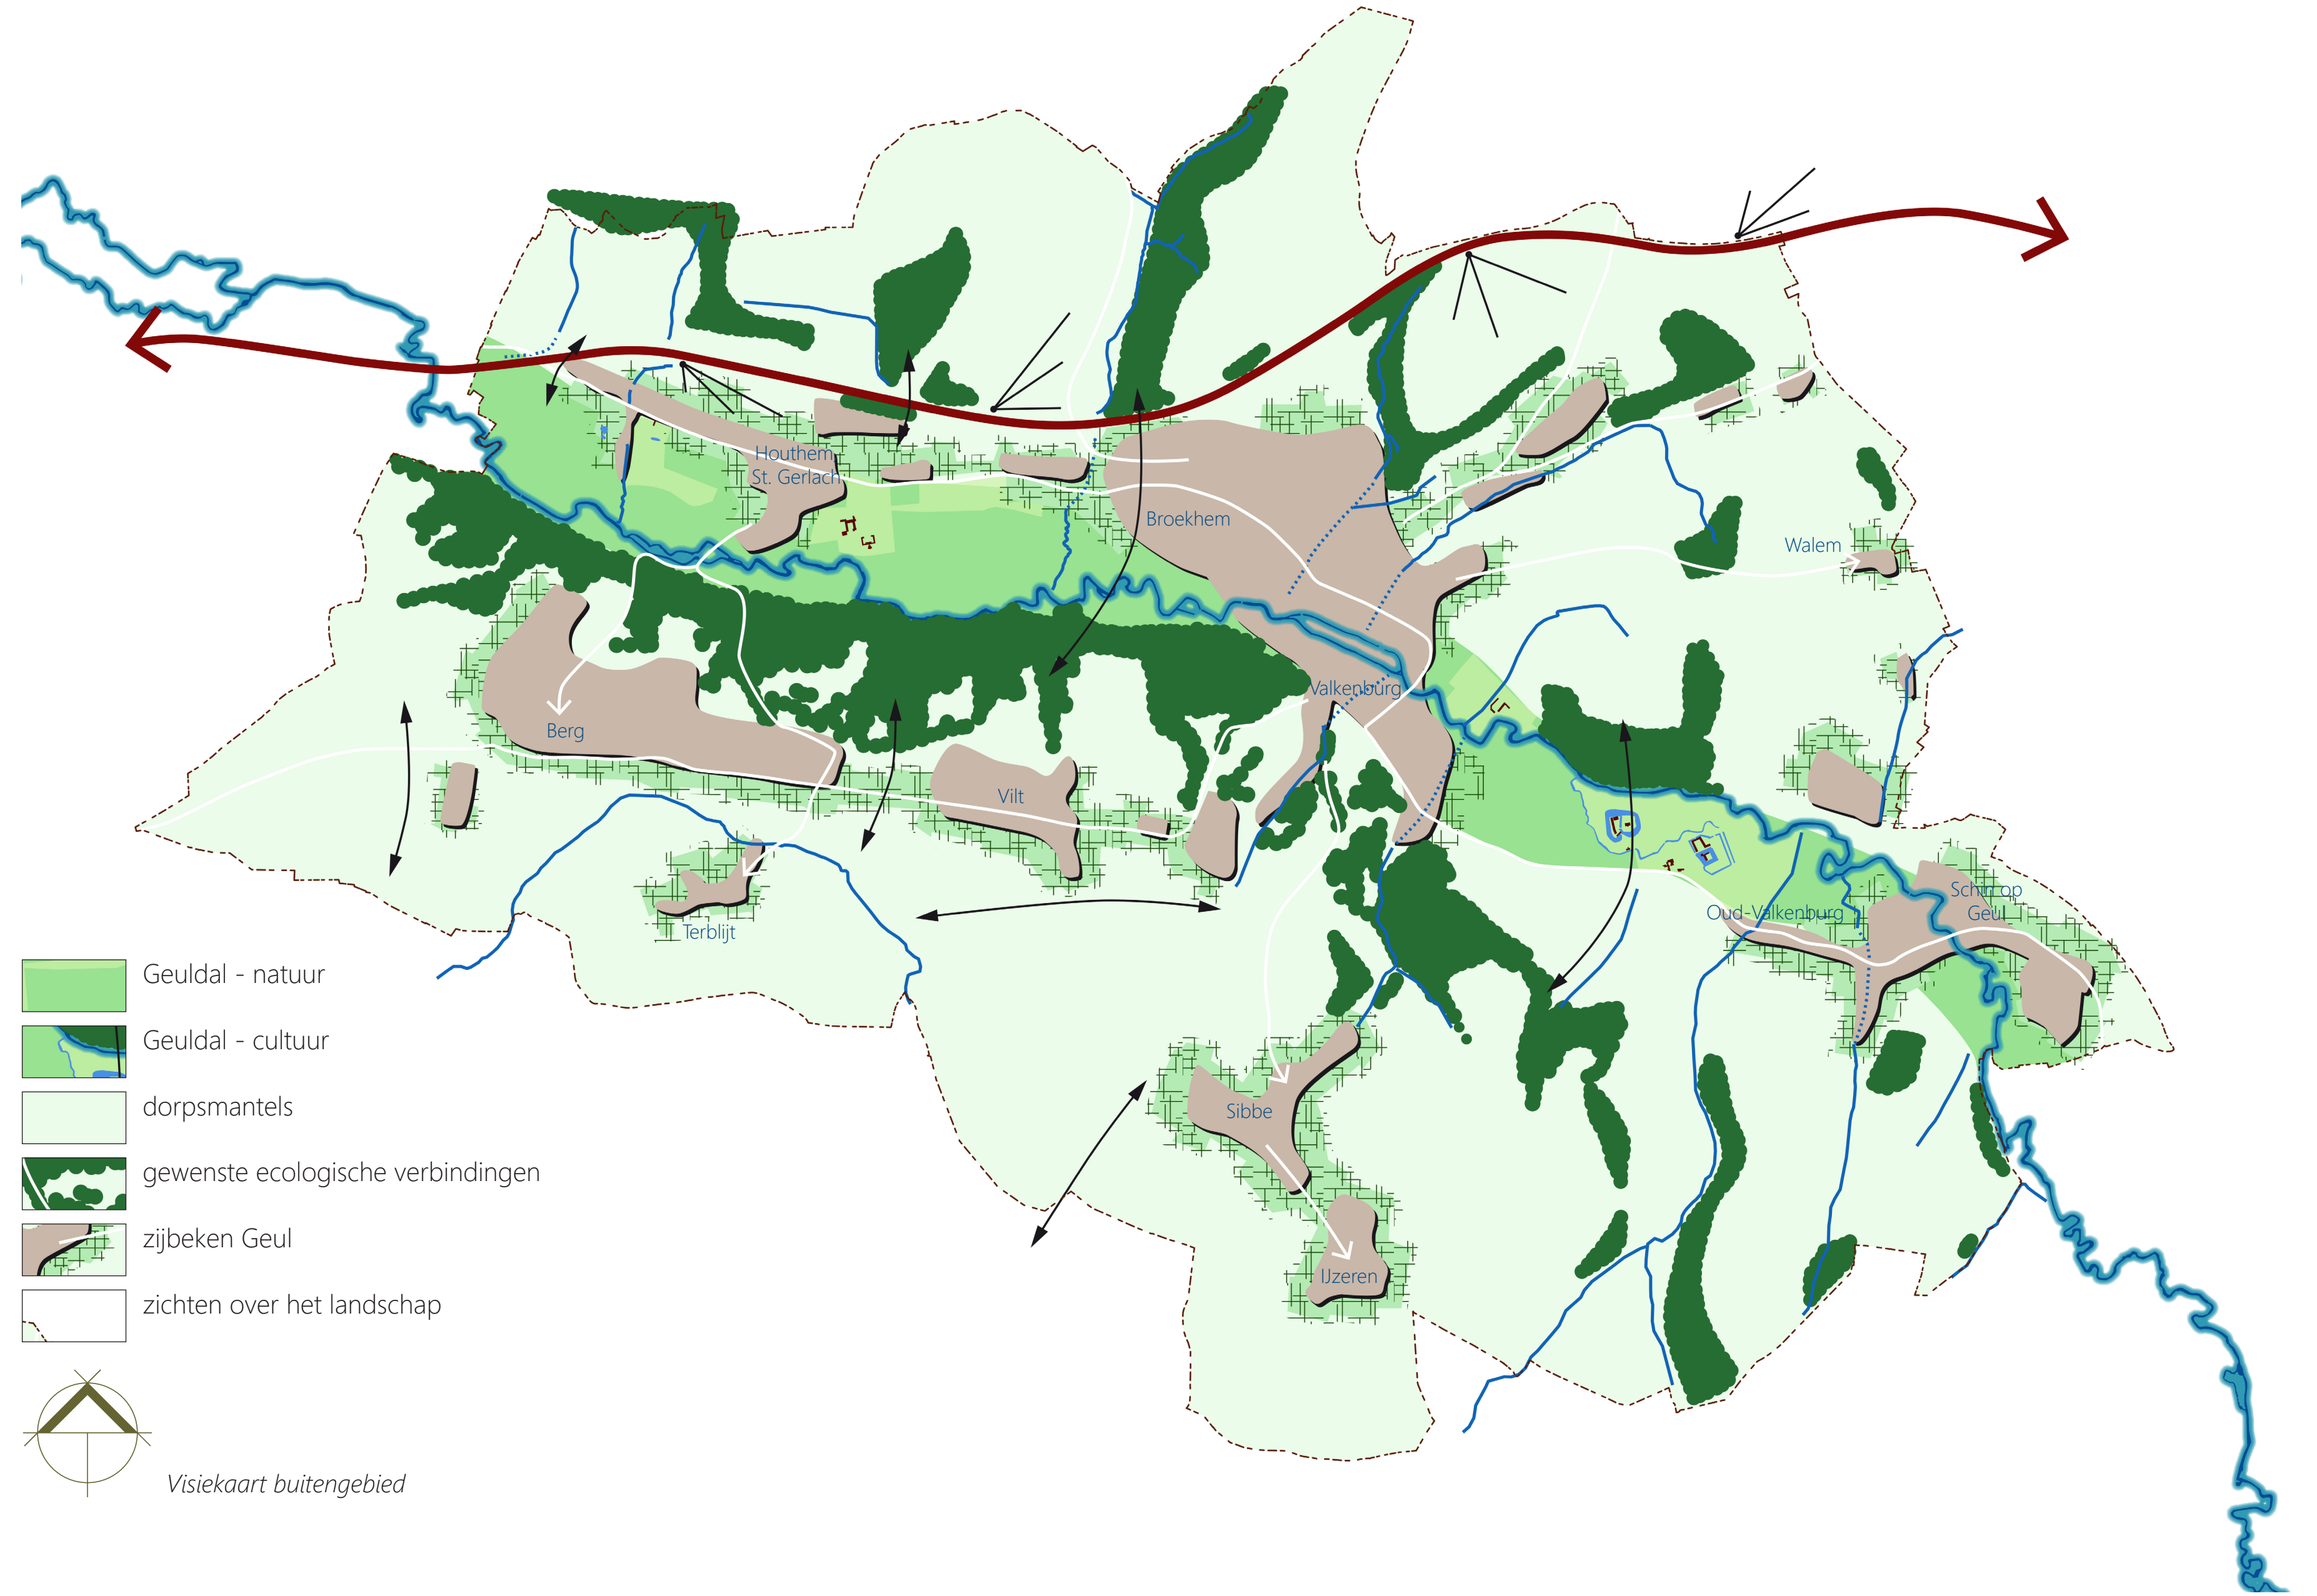 Houthem
St. Gerlach
Broekhem
Walem
Valkenburg
Berg
Vilt
Terblijt
Schin op
Geul
Oud-Valkenburg
Sibbe
IJzeren
Geuldal - natuur
Geuldal - cultuur
dorpsmantels
gewenste ecologische verbindingen
zijbeken Geul
zichten over het landschap
Visiekaart buitengebied